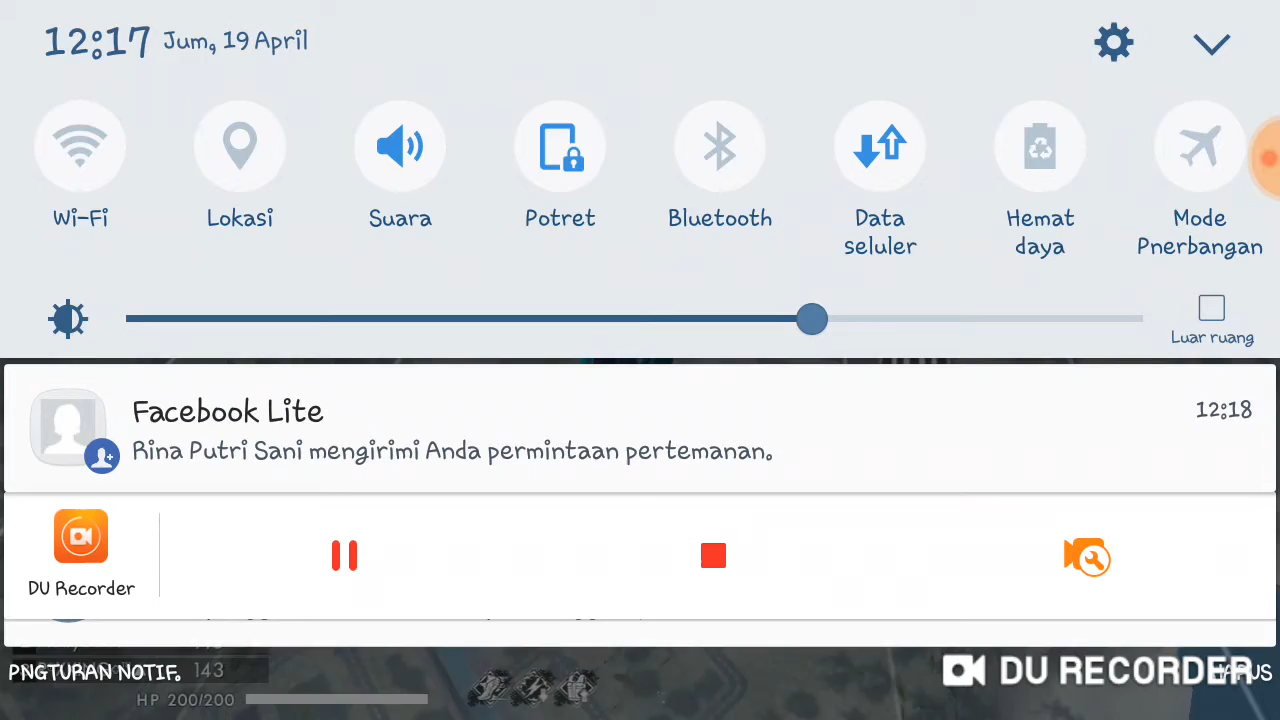 12:17 Jum, 19 April
Wi-Fi
Lokasi
Suara
Potret
Bluetooth
Data
seluler
Hemat
daya
Mode
Pnerbangan
Luar ruang
Facebook Lite
12:18
Rina Putri Sani mengirimi Anda permintaan pertemanan.
DU Recorder
143
PNGTURAN NOTIF.
DU RECORDER
HP 200/200